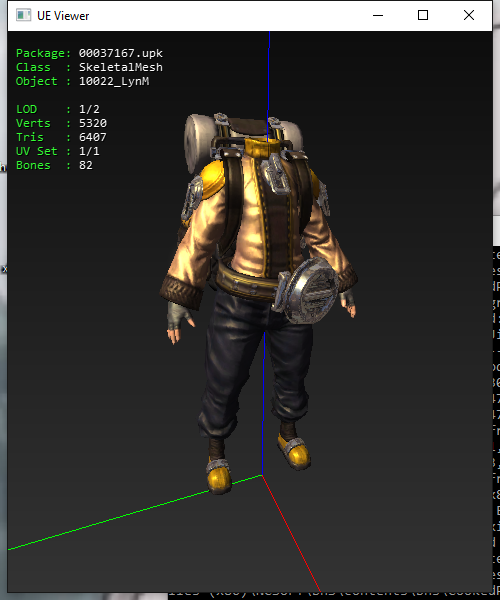 UE Viewer
Package: 00037167.upk
Class : SkeletalMesh
Object : 10022_LynM
LOD : 1/2
Verts : 5320
Tris : 6407
UV Set : 1/1
Bones : 82